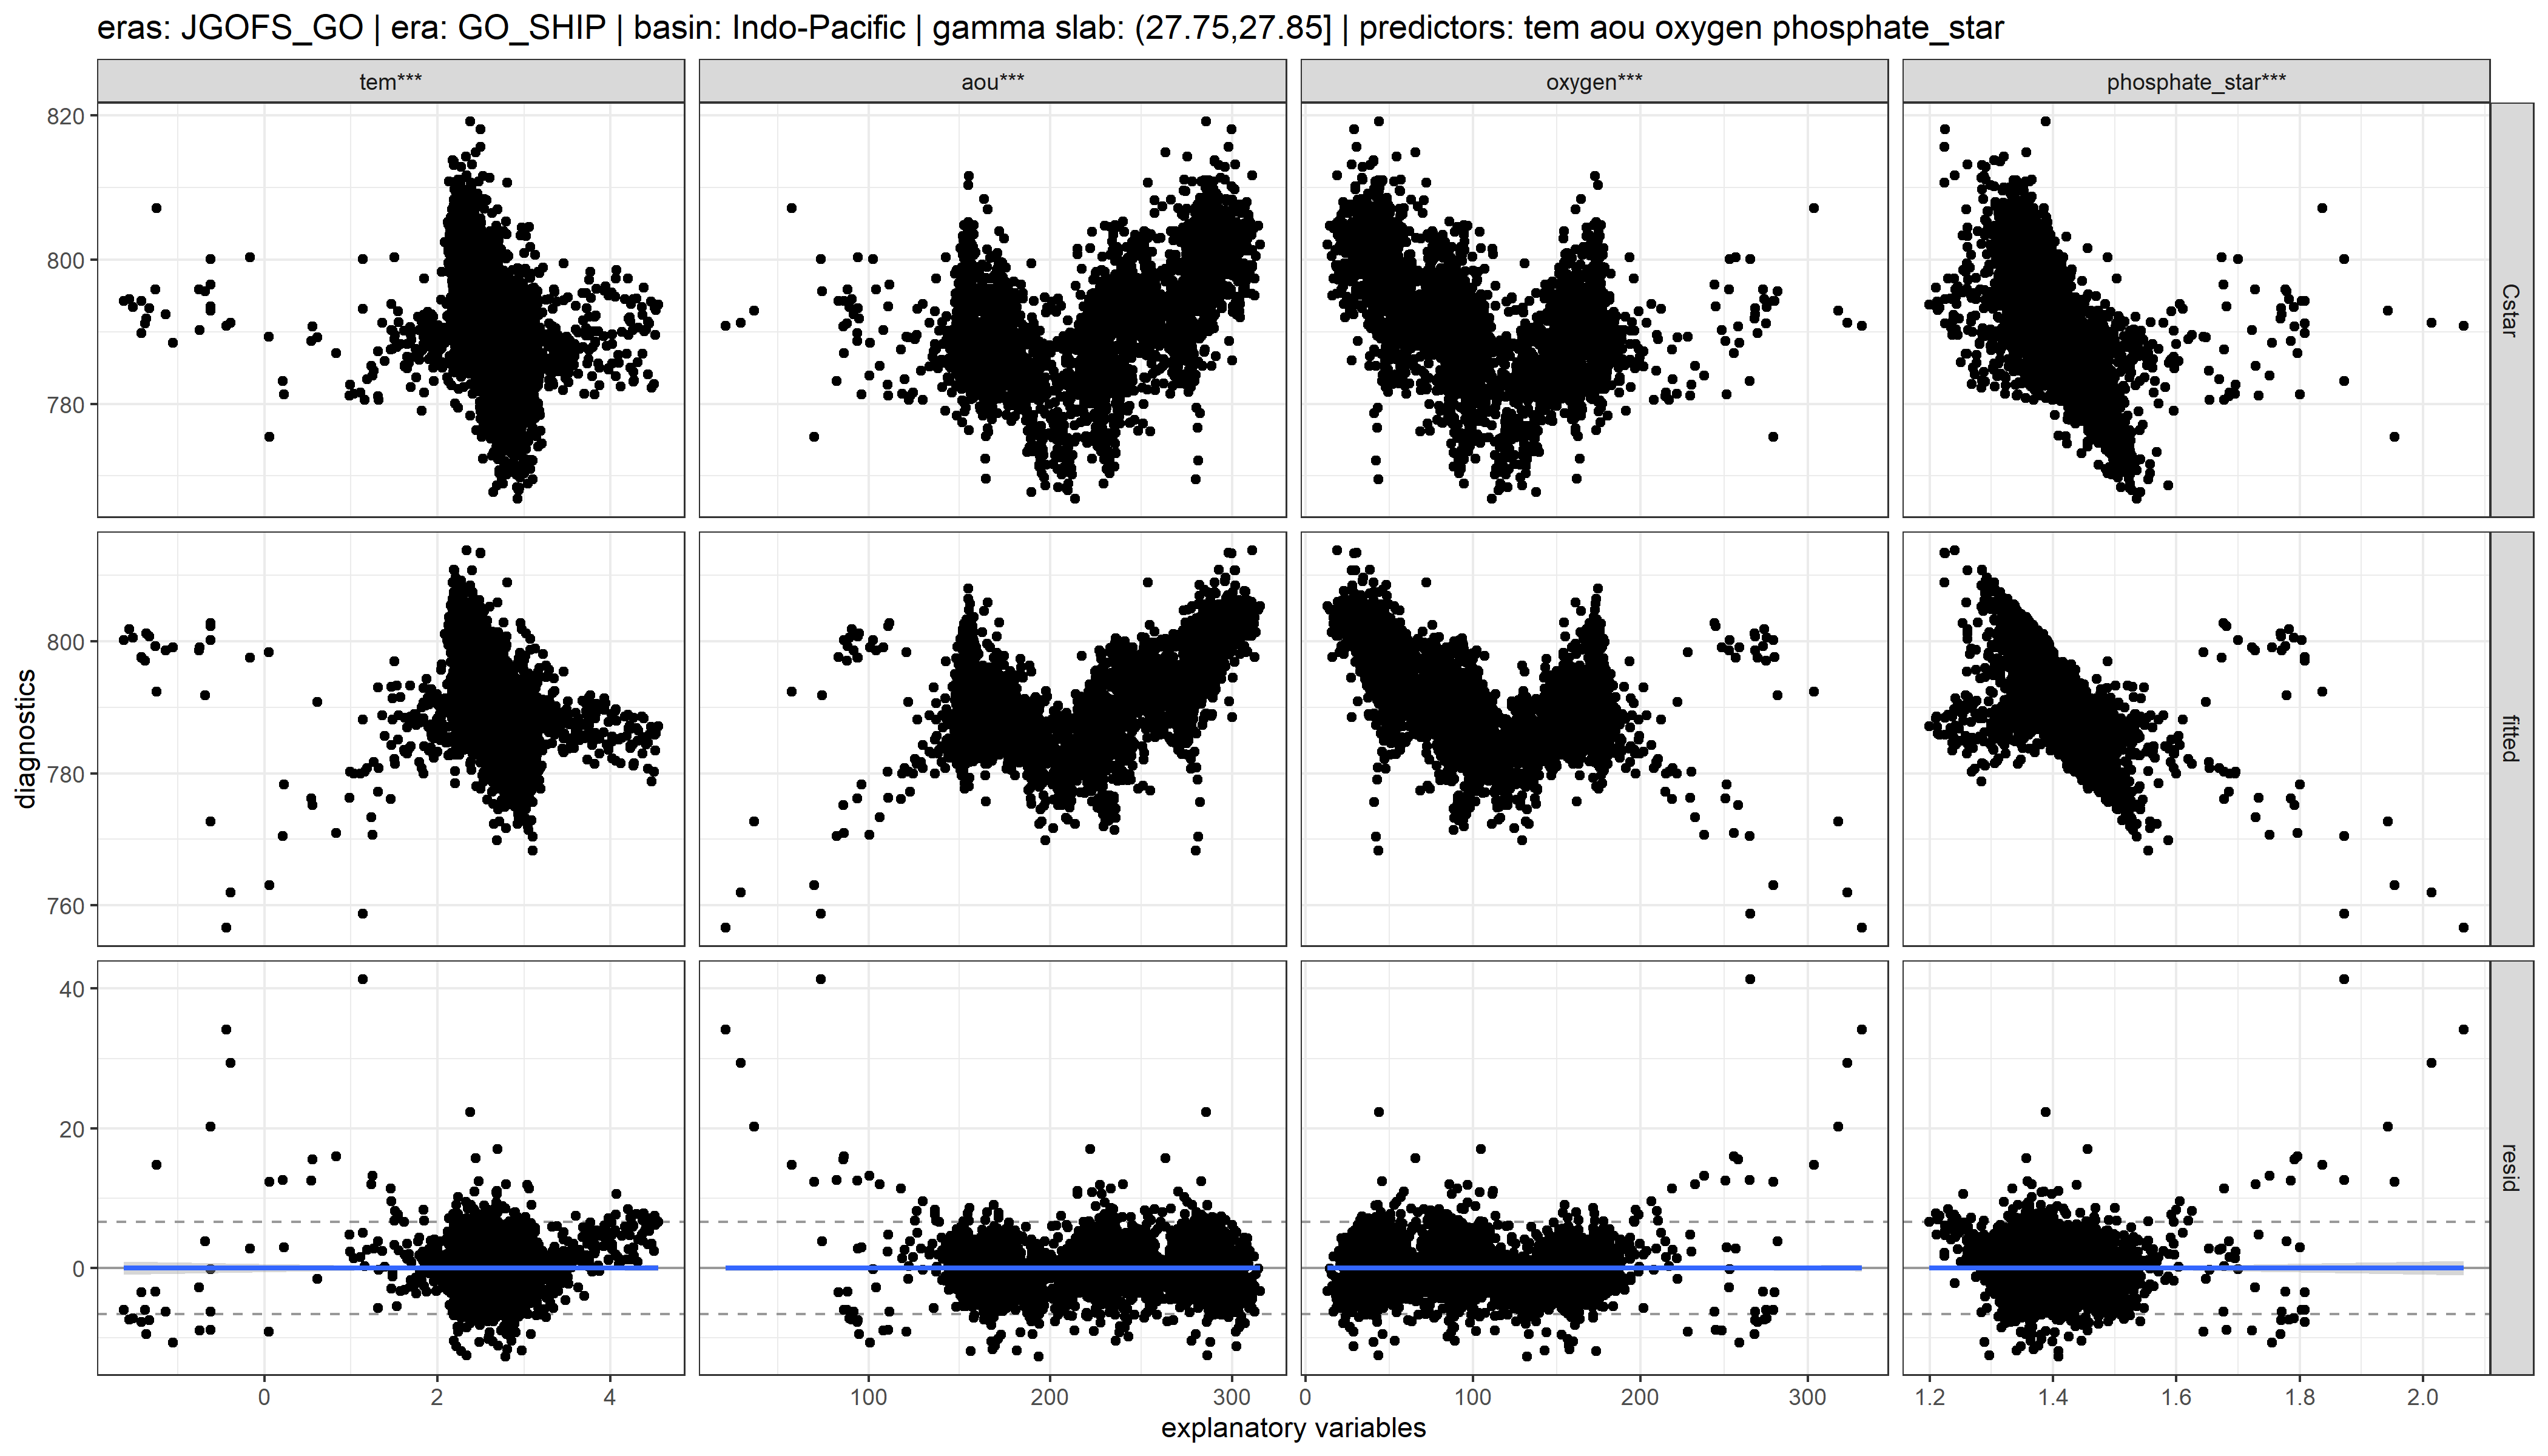 eras: JGOFS_GO | era: GO_SHIP | basin: Indo-Pacific | gamma slab: (27.75,27.85] | predictors: tem aou oxygen phosphate_star
tem*** aou*** oxygen*** phosphate_star***
820
800
780
Cstar
800
780
760
fitted
diagnostics
40
20
0
resid
0 2 4 100 200 300 0 100 200 300 1.2 1.4 1.6 1.8 2.0
explanatory variables